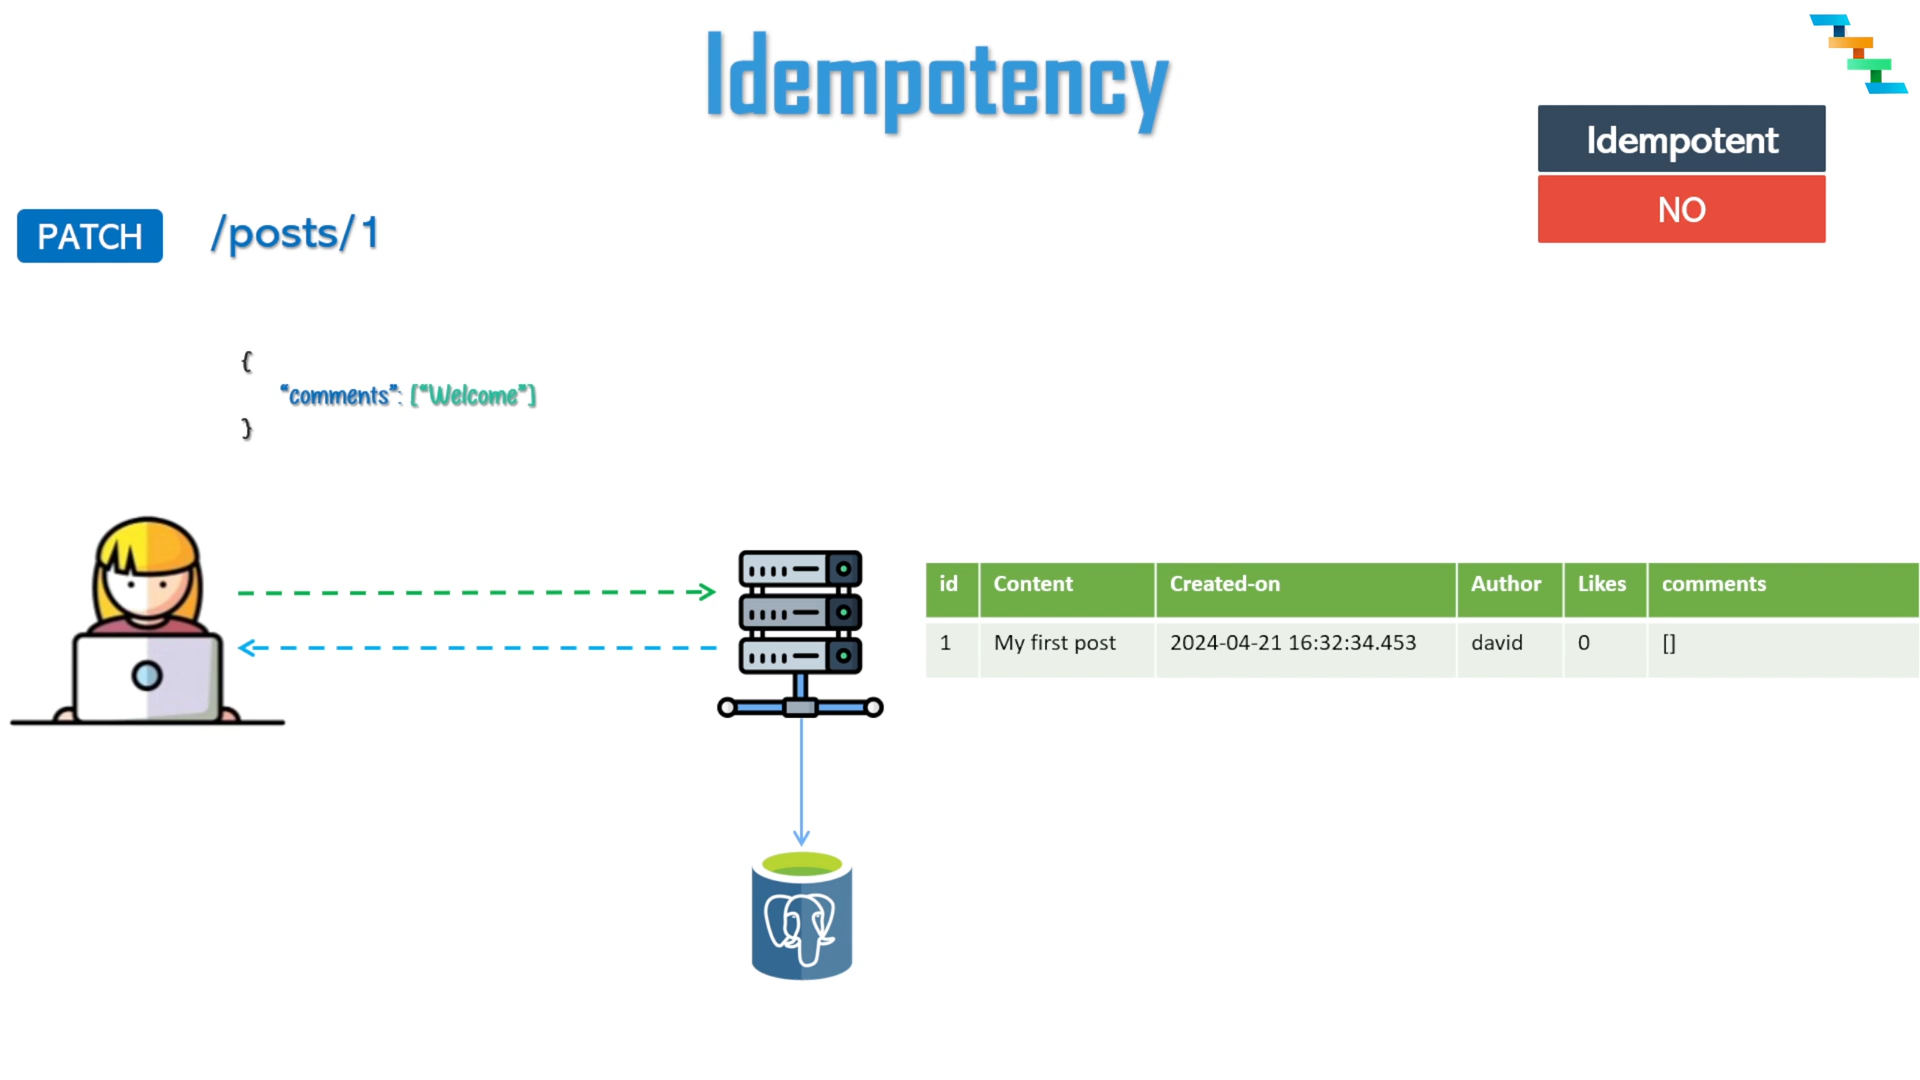 Idempotency
Idempotent
NO
PATCH /posts/1
{
“comments”: [“Welcome”]
}
id Content Created-on Author Likes comments
1 My first post 2024-04-21 16:32:34.453 david 0 []